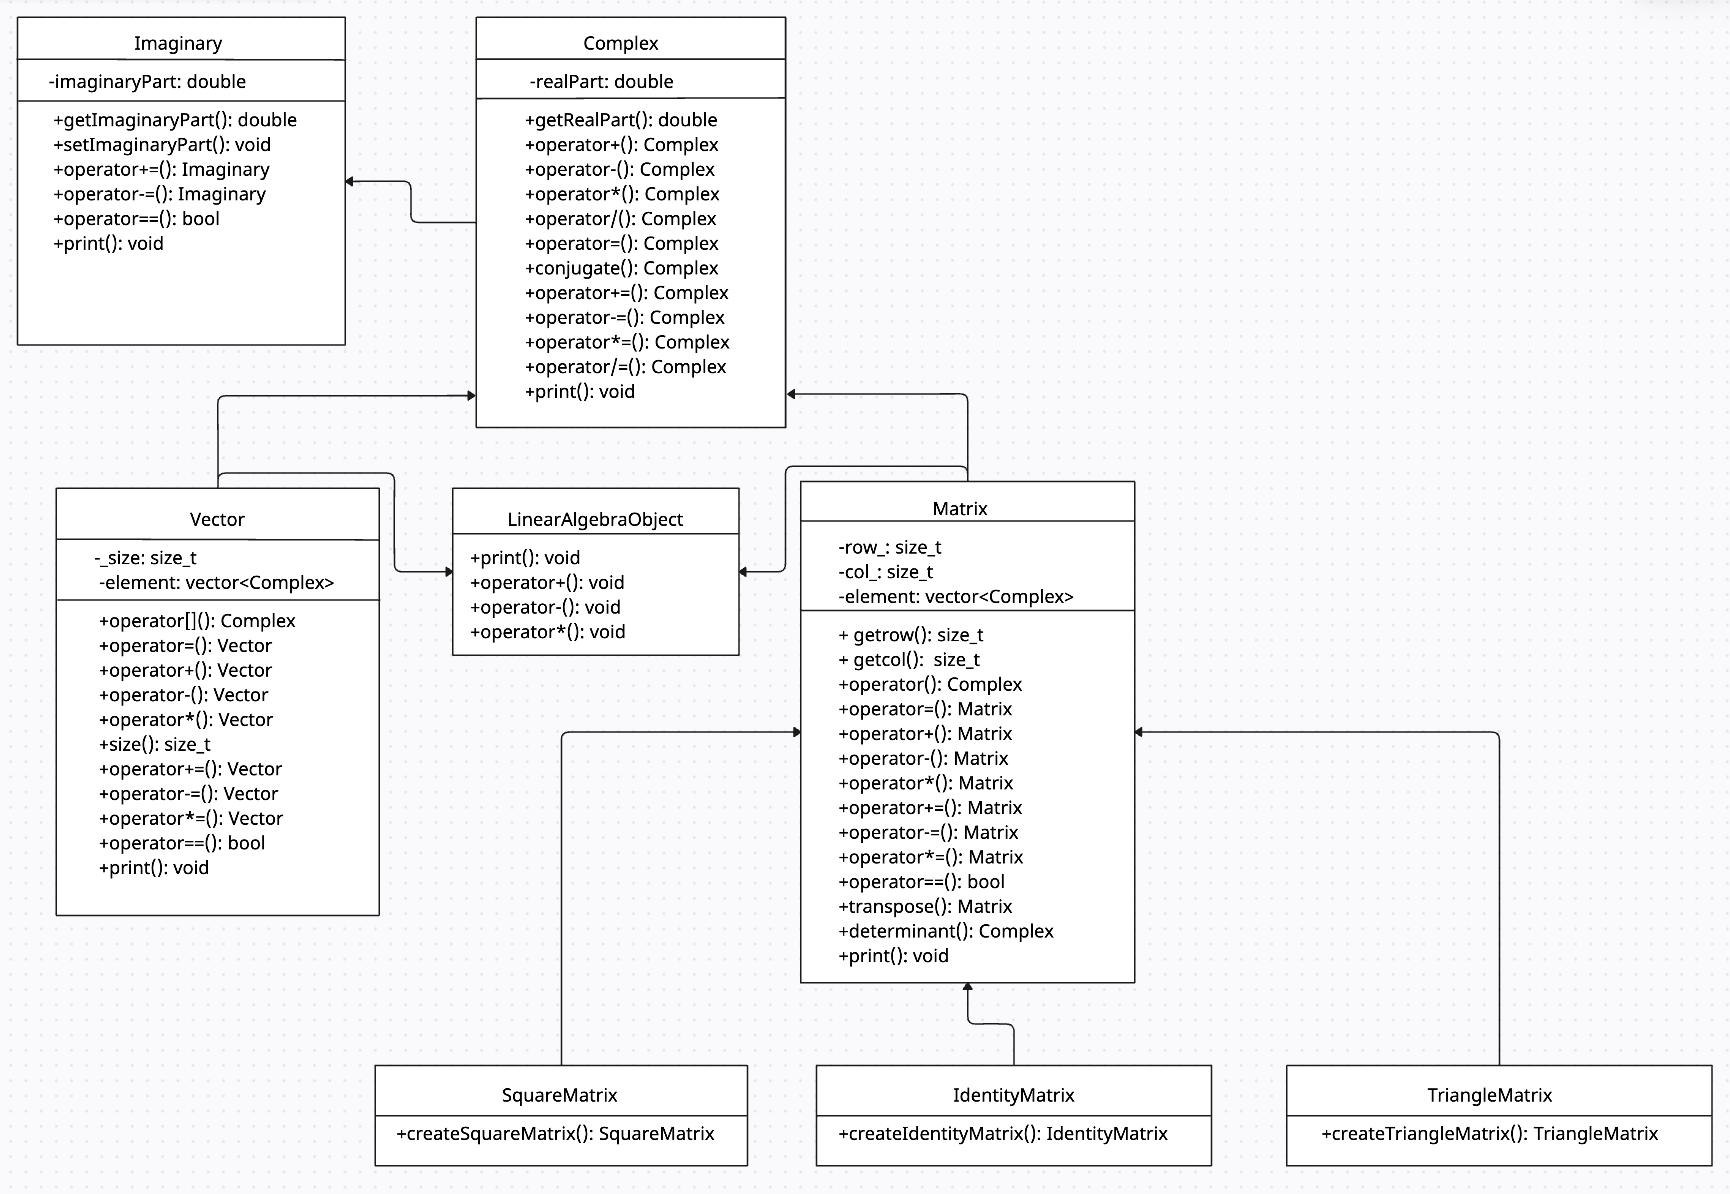 Imaginary
-imaginaryPart: double
+getImaginaryPart(): double
+setImaginaryPart(): void
+operator+=(): Imaginary
+operator-=(): Imaginary
+operator==(): bool
+print(): void
Complex
-realPart: double
+getRealPart(): double
+operator+(): Complex
+operator-(): Complex
+operator*(): Complex
+operator/(): Complex
+operator=(): Complex
+conjugate(): Complex
+operator+=(): Complex
+operator-=(): Complex
+operator*=(): Complex
+operator/=(): Complex
+print(): void
Vector
-_size: size_t
-element: vector<Complex>
+operator[](): Complex
+operator=(): Vector
+operator+(): Vector
+operator-(): Vector
+operator*(): Vector
+size(): size_t
+operator+=(): Vector
+operator-=(): Vector
+operator*=(): Vector
+operator==(): bool
+print(): void
LinearAlgebraObject
+print(): void
+operator+(): void
+operator-(): void
+operator*(): void
Matrix
-row_: size_t
-col_: size_t
-element: vector<Complex>
+ getrow(): size_t
+ getcol():  size_t
+operator(): Complex
+operator=(): Matrix
+operator+(): Matrix
+operator-(): Matrix
+operator*(): Matrix
+operator+=(): Matrix
+operator-=(): Matrix
+operator*=(): Matrix
+operator==(): bool
+transpose(): Matrix
+determinant(): Complex
+print(): void
SquareMatrix
+createSquareMatrix(): SquareMatrix
IdentityMatrix
+createIdentityMatrix(): IdentityMatrix
TriangleMatrix
+createTriangleMatrix(): TriangleMatrix